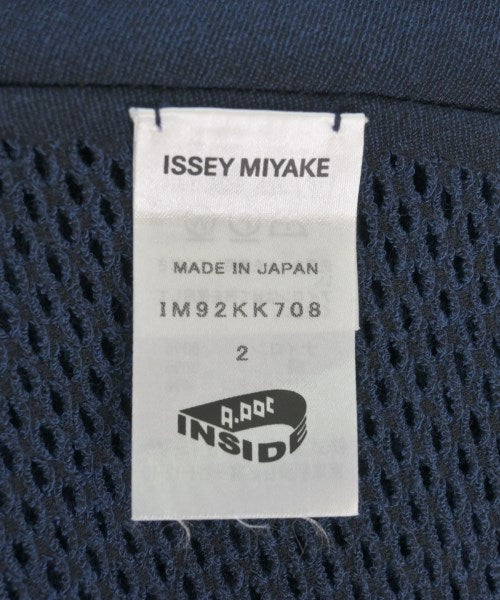 ISSEY MIYAKE
MADE IN JAPAN
IM92KK708
2
A.POC
INSIDE